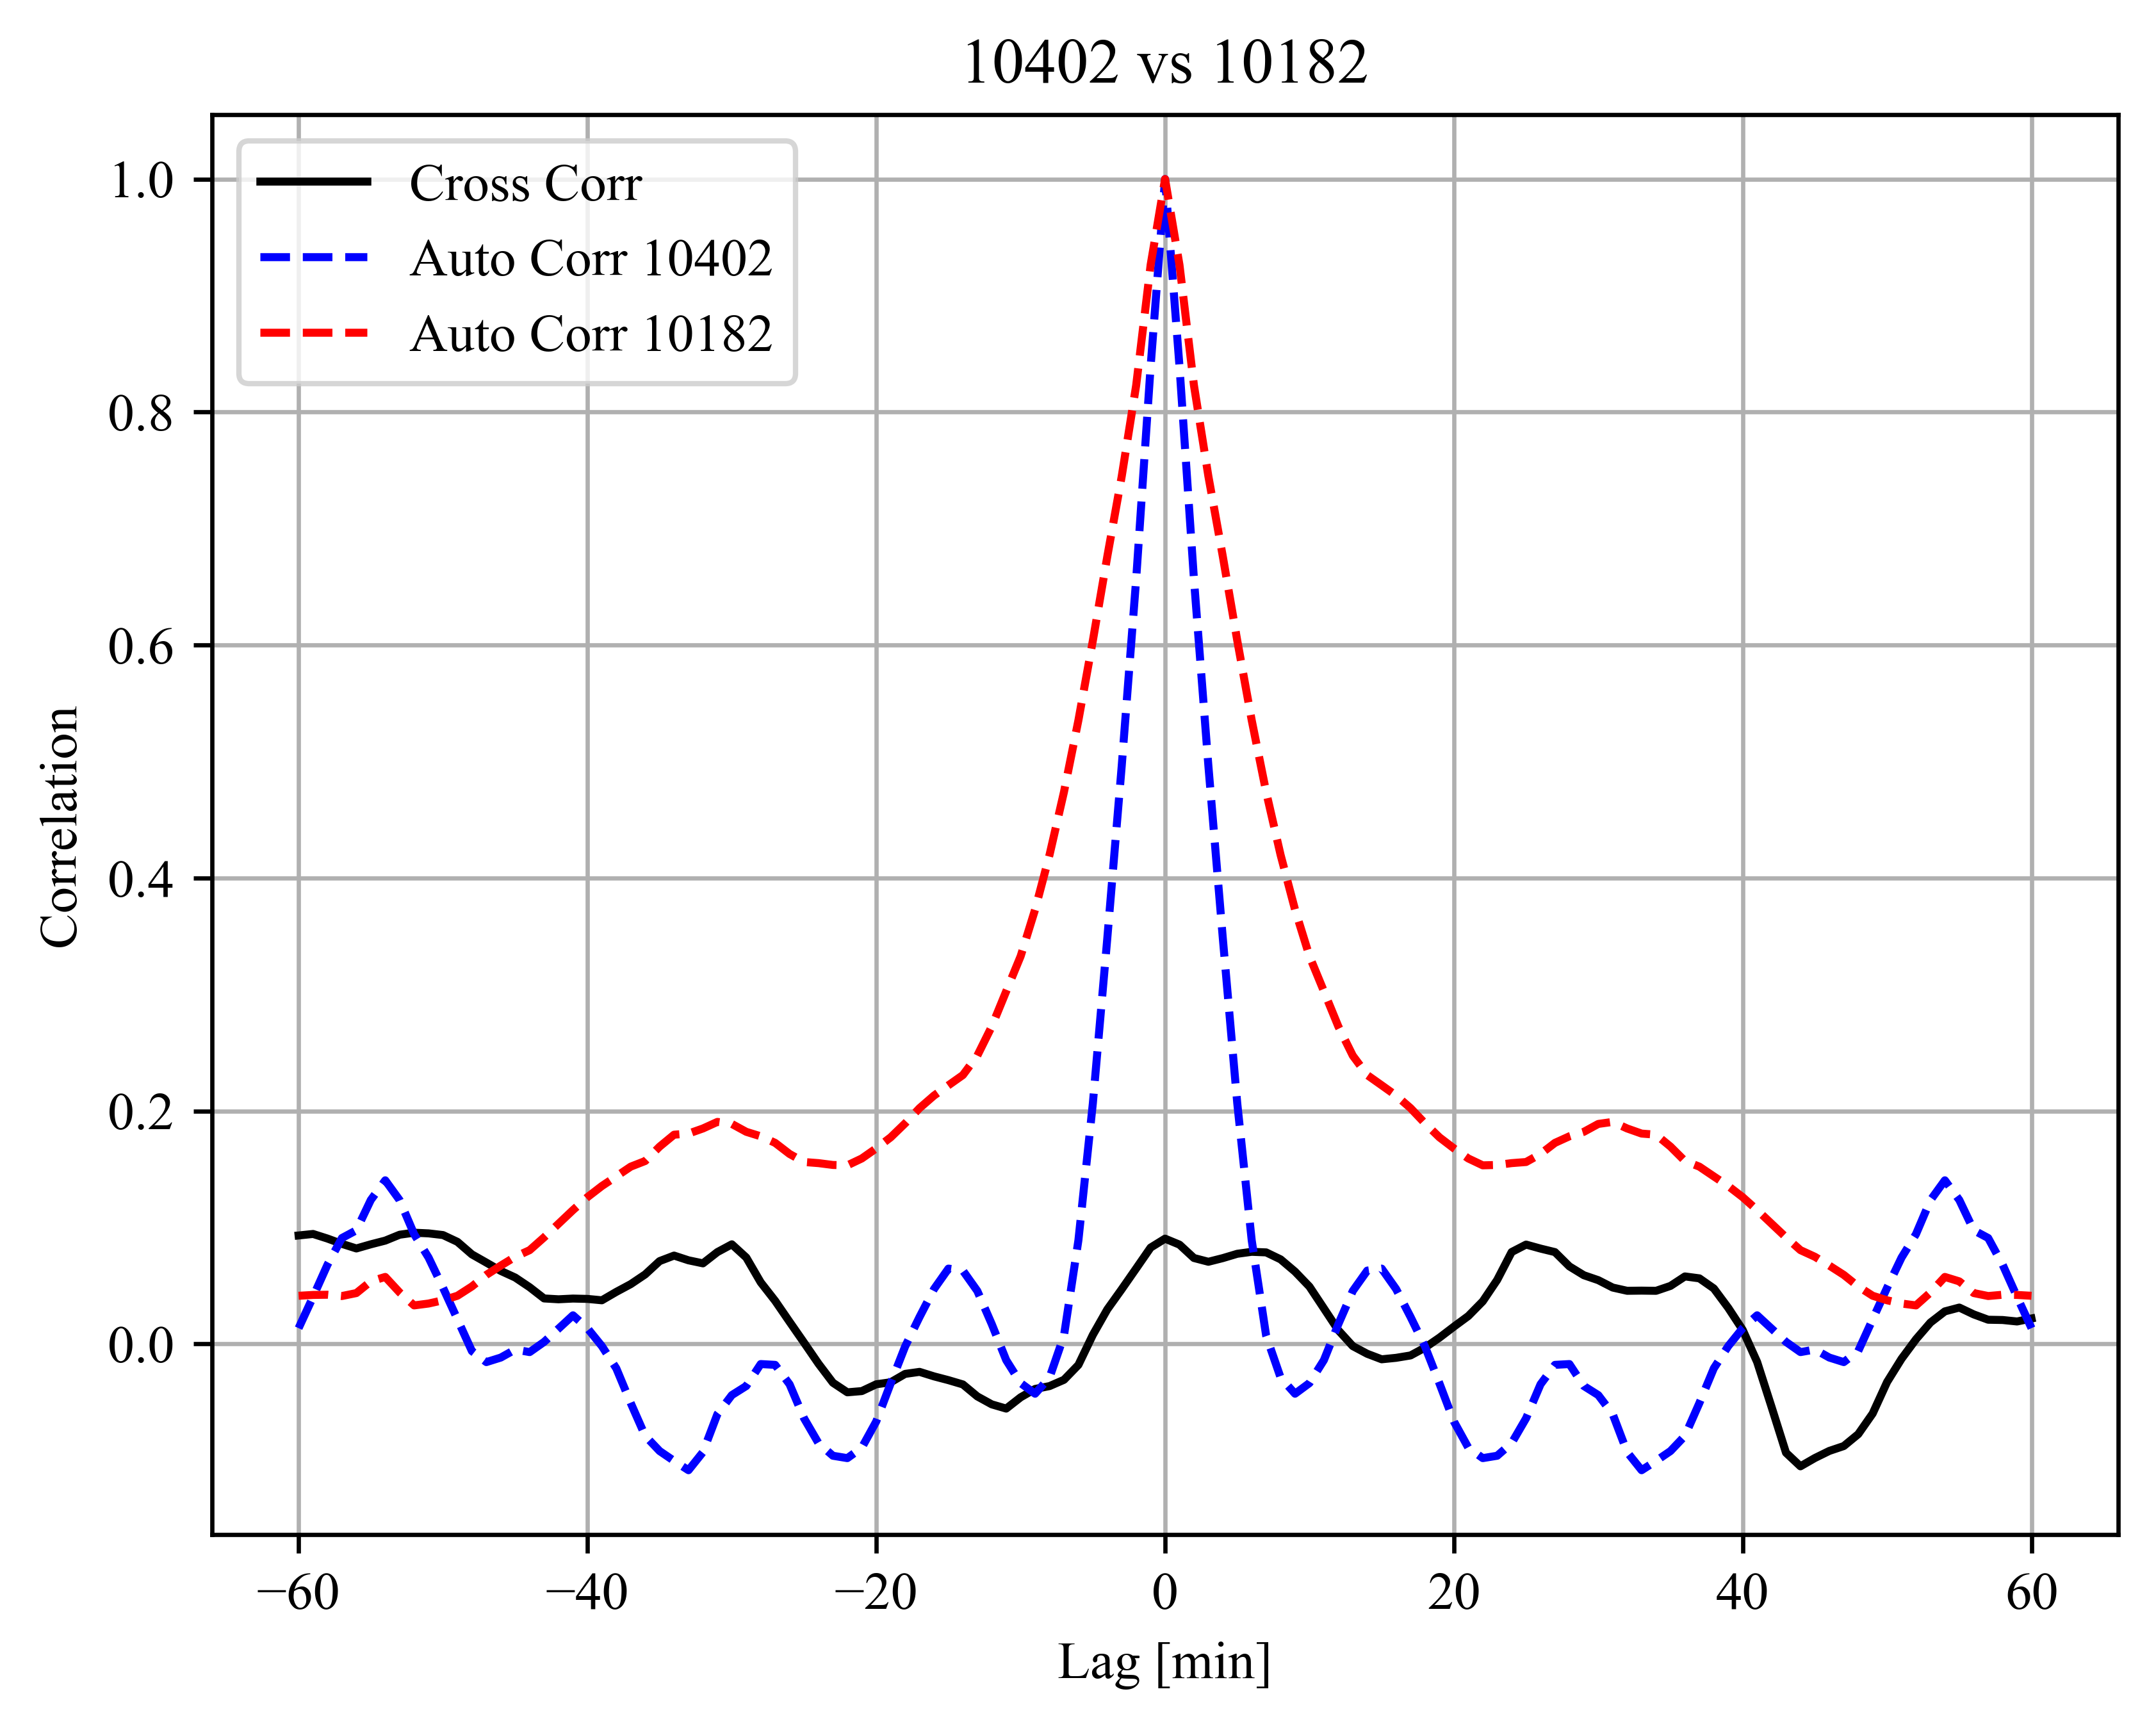 10402 vs 10182
Cross Corr
Auto Corr 10402
Auto Corr 10182
1.0
0.8
0.6
0.4
0.2
0.0
Correlation
−60 −40 −20 0 20 40 60
Lag [min]